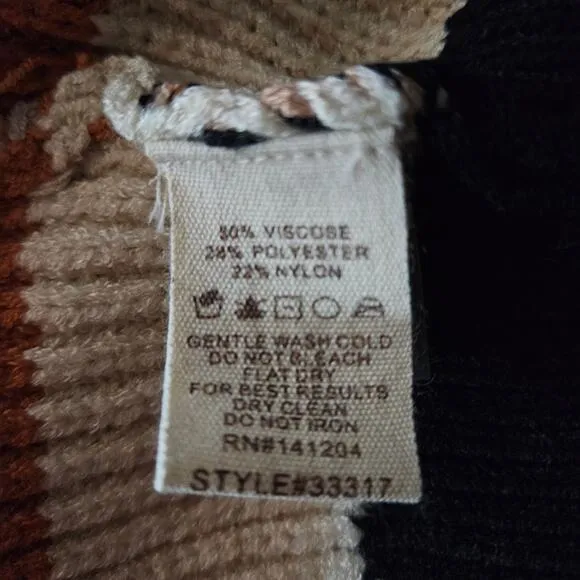 50% VISCOSE
28% POLYESTER
22% NYLON
GENTLE WASH COLD
DO NOT BLEACH
FLAT DRY
FOR BEST RESULTS
DRY CLEAN
DO NOT IRON
RN#141204
STYLE#33317